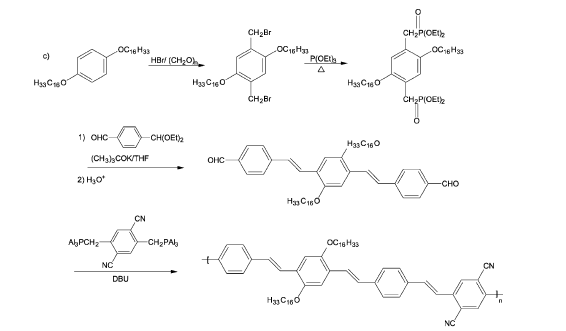 c)
OC₁₆H₃₃
H₃₃C₁₆O
HBr/ (CH₂O)ₙ
CH₂Br
OC₁₆H₃₃
H₃₃C₁₆O
CH₂Br
P(OEt)₃
△
O
CH₂P(OEt)₂
OC₁₆H₃₃
H₃₃C₁₆O
CH₂P(OEt)₂
O
1) OHC CH(OEt)₂
(CH₃)₃COK/THF
2) H₃O⁺
OHC
H₃₃C₁₆O
H₃₃C₁₆O
CHO
CN
Al₃PCH₂ CH₂PAl₃
NC
DBU
OC₁₆H₃₃
H₃₃C₁₆O
CN
n
NC